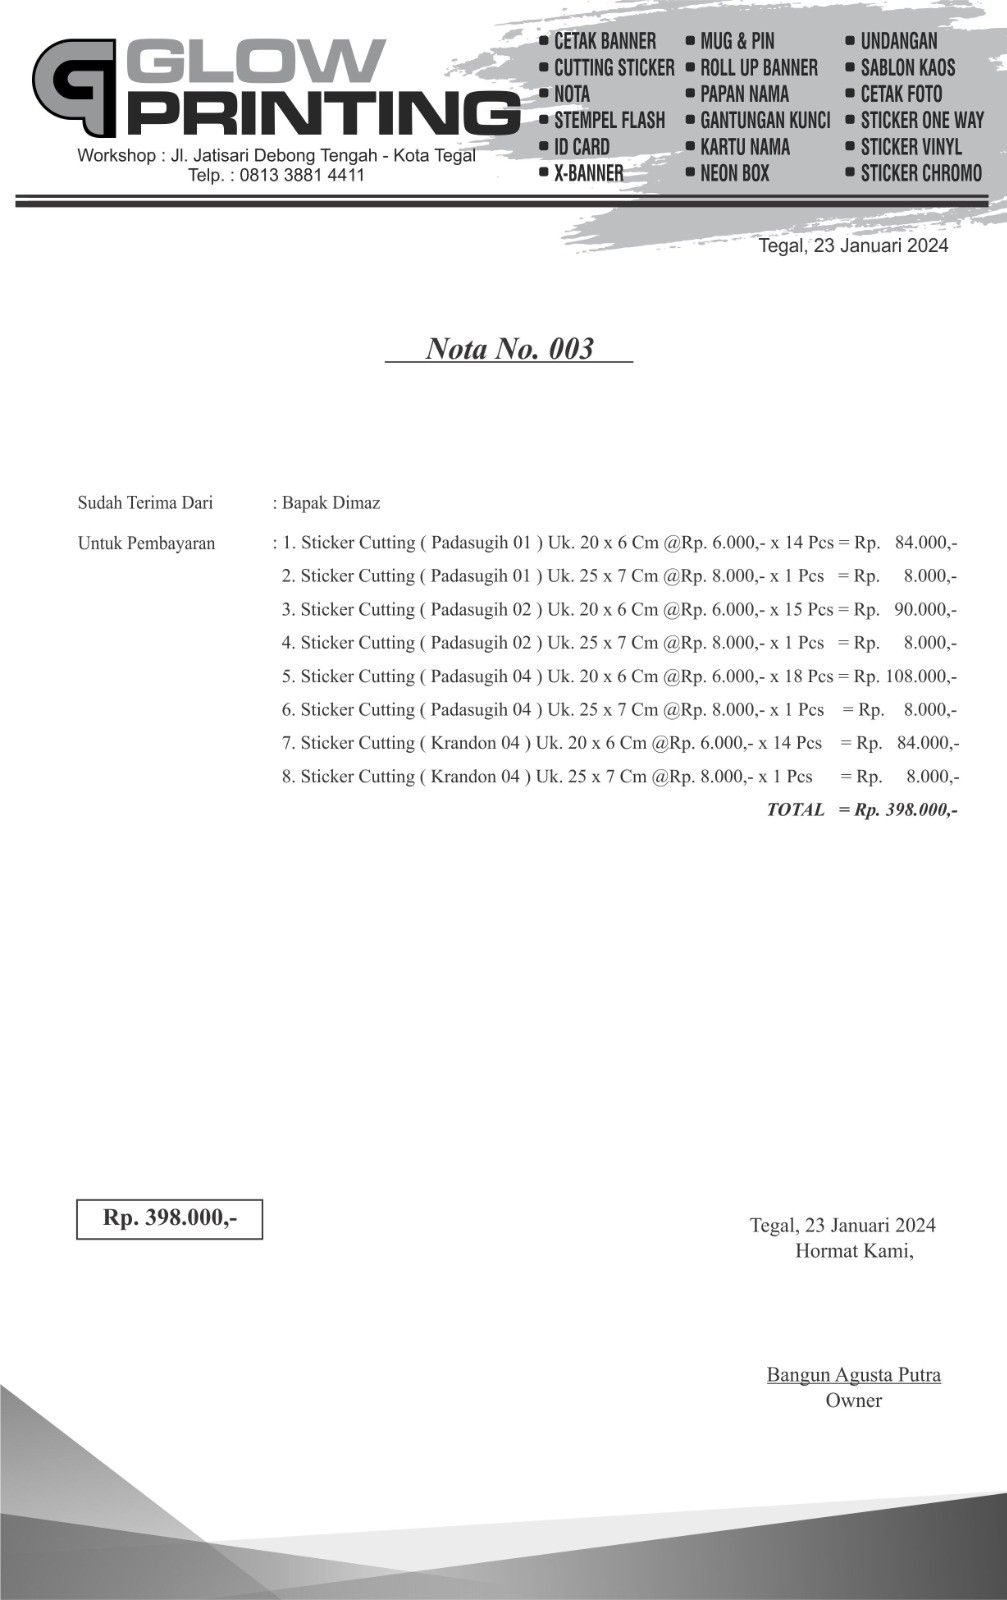 GLOW
PRINTING
Workshop : Jl. Jatisari Debong Tengah - Kota Tegal
Telp. : 0813 3881 4411
CETAK BANNER
CUTTING STICKER
NOTA
STEMPEL FLASH
ID CARD
X-BANNER
MUG & PIN
ROLL UP BANNER
PAPAN NAMA
GANTUNGAN KUNCI
KARTU NAMA
NEON BOX
UNDANGAN
SABLON KAOS
CETAK FOTO
STICKER ONE WAY
STICKER VINYL
STICKER CHROMO
Tegal, 23 Januari 2024
Nota No. 003
Sudah Terima Dari : Bapak Dimaz
Untuk Pembayaran : 1. Sticker Cutting ( Padasugih 01 ) Uk. 20 x 6 Cm @Rp. 6.000,- x 14 Pcs = Rp. 84.000,-
2. Sticker Cutting ( Padasugih 01 ) Uk. 25 x 7 Cm @Rp. 8.000,- x 1 Pcs = Rp. 8.000,-
3. Sticker Cutting ( Padasugih 02 ) Uk. 20 x 6 Cm @Rp. 6.000,- x 15 Pcs = Rp. 90.000,-
4. Sticker Cutting ( Padasugih 02 ) Uk. 25 x 7 Cm @Rp. 8.000,- x 1 Pcs = Rp. 8.000,-
5. Sticker Cutting ( Padasugih 04 ) Uk. 20 x 6 Cm @Rp. 6.000,- x 18 Pcs = Rp. 108.000,-
6. Sticker Cutting ( Padasugih 04 ) Uk. 25 x 7 Cm @Rp. 8.000,- x 1 Pcs = Rp. 8.000,-
7. Sticker Cutting ( Krandon 04 ) Uk. 20 x 6 Cm @Rp. 6.000,- x 14 Pcs = Rp. 84.000,-
8. Sticker Cutting ( Krandon 04 ) Uk. 25 x 7 Cm @Rp. 8.000,- x 1 Pcs = Rp. 8.000,-
TOTAL = Rp. 398.000,-
Rp. 398.000,-
Tegal, 23 Januari 2024
Hormat Kami,
Bangun Agusta Putra
Owner